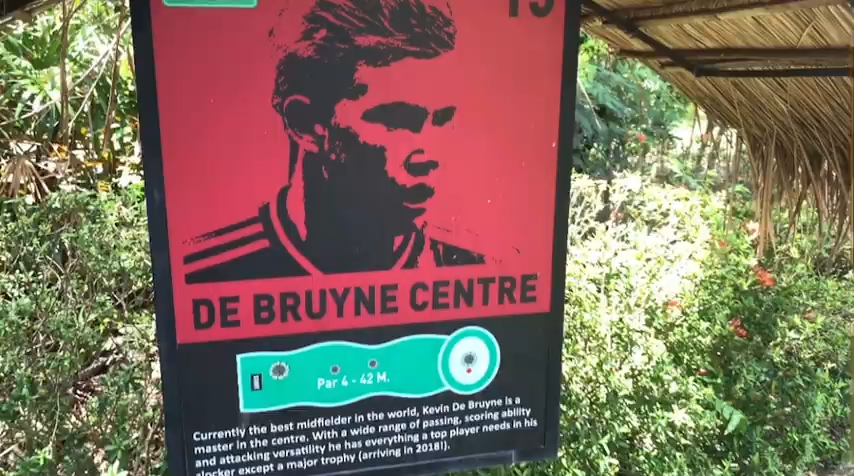 DE BRUYNE CENTRE
Par 4 - 42 M.
Currently the best midfielder in the world, Kevin De Bruyne is a
master in the centre. With a wide range of passing, scoring ability
and attacking versatility he has everything a top player needs in his
locker except a major trophy (arriving in 2018!).